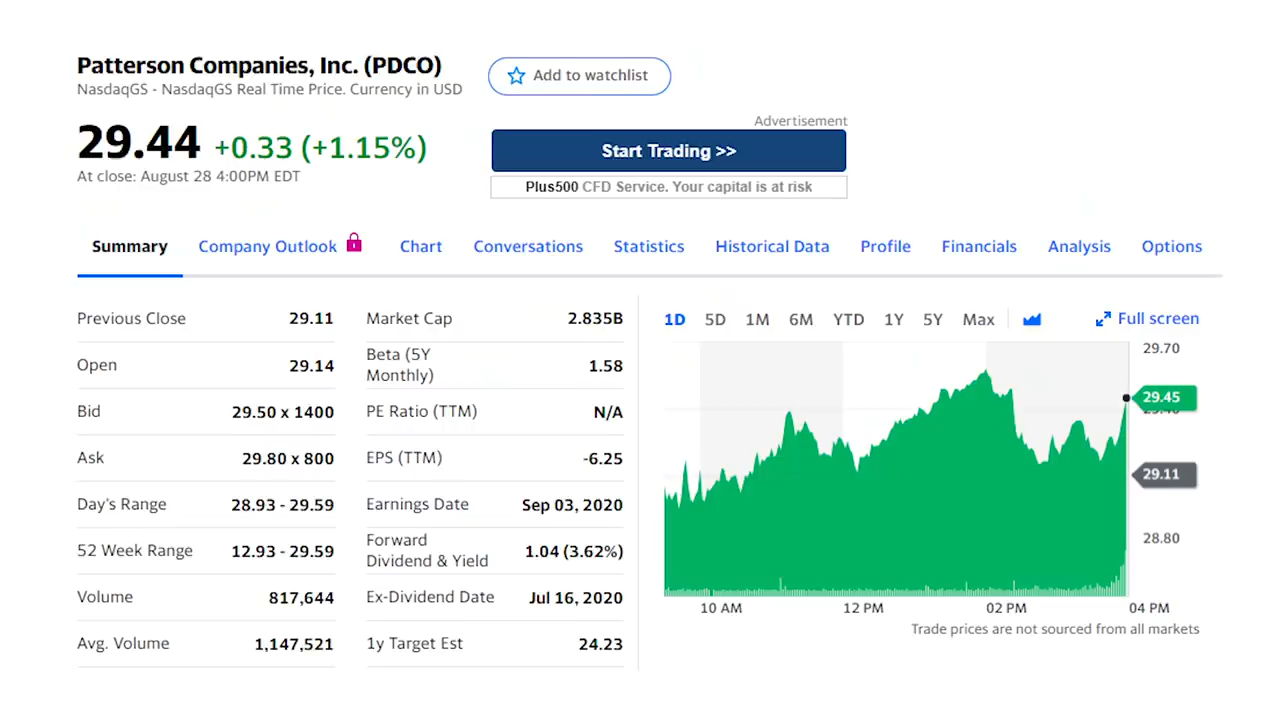 Patterson Companies, Inc. (PDCO)
NasdaqGS - NasdaqGS Real Time Price. Currency in USD
Add to watchlist
29.44 +0.33 (+1.15%)
At close: August 28 4:00PM EDT
Advertisement
Start Trading >>
Plus500 CFD Service. Your capital is at risk
Summary Company Outlook Chart Conversations Statistics Historical Data Profile Financials Analysis Options
Previous Close 29.11
Open 29.14
Bid 29.50 x 1400
Ask 29.80 x 800
Day's Range 28.93 - 29.59
52 Week Range 12.93 - 29.59
Volume 817,644
Avg. Volume 1,147,521
Market Cap 2.835B
Beta (5Y
Monthly) 1.58
PE Ratio (TTM) N/A
EPS (TTM) -6.25
Earnings Date Sep 03, 2020
Forward
Dividend & Yield 1.04 (3.62%)
Ex-Dividend Date Jul 16, 2020
1y Target Est 24.23
1D 5D 1M 6M YTD 1Y 5Y Max Full screen
29.70
29.45
29.11
28.80
10 AM 12 PM 02 PM 04 PM
Trade prices are not sourced from all markets